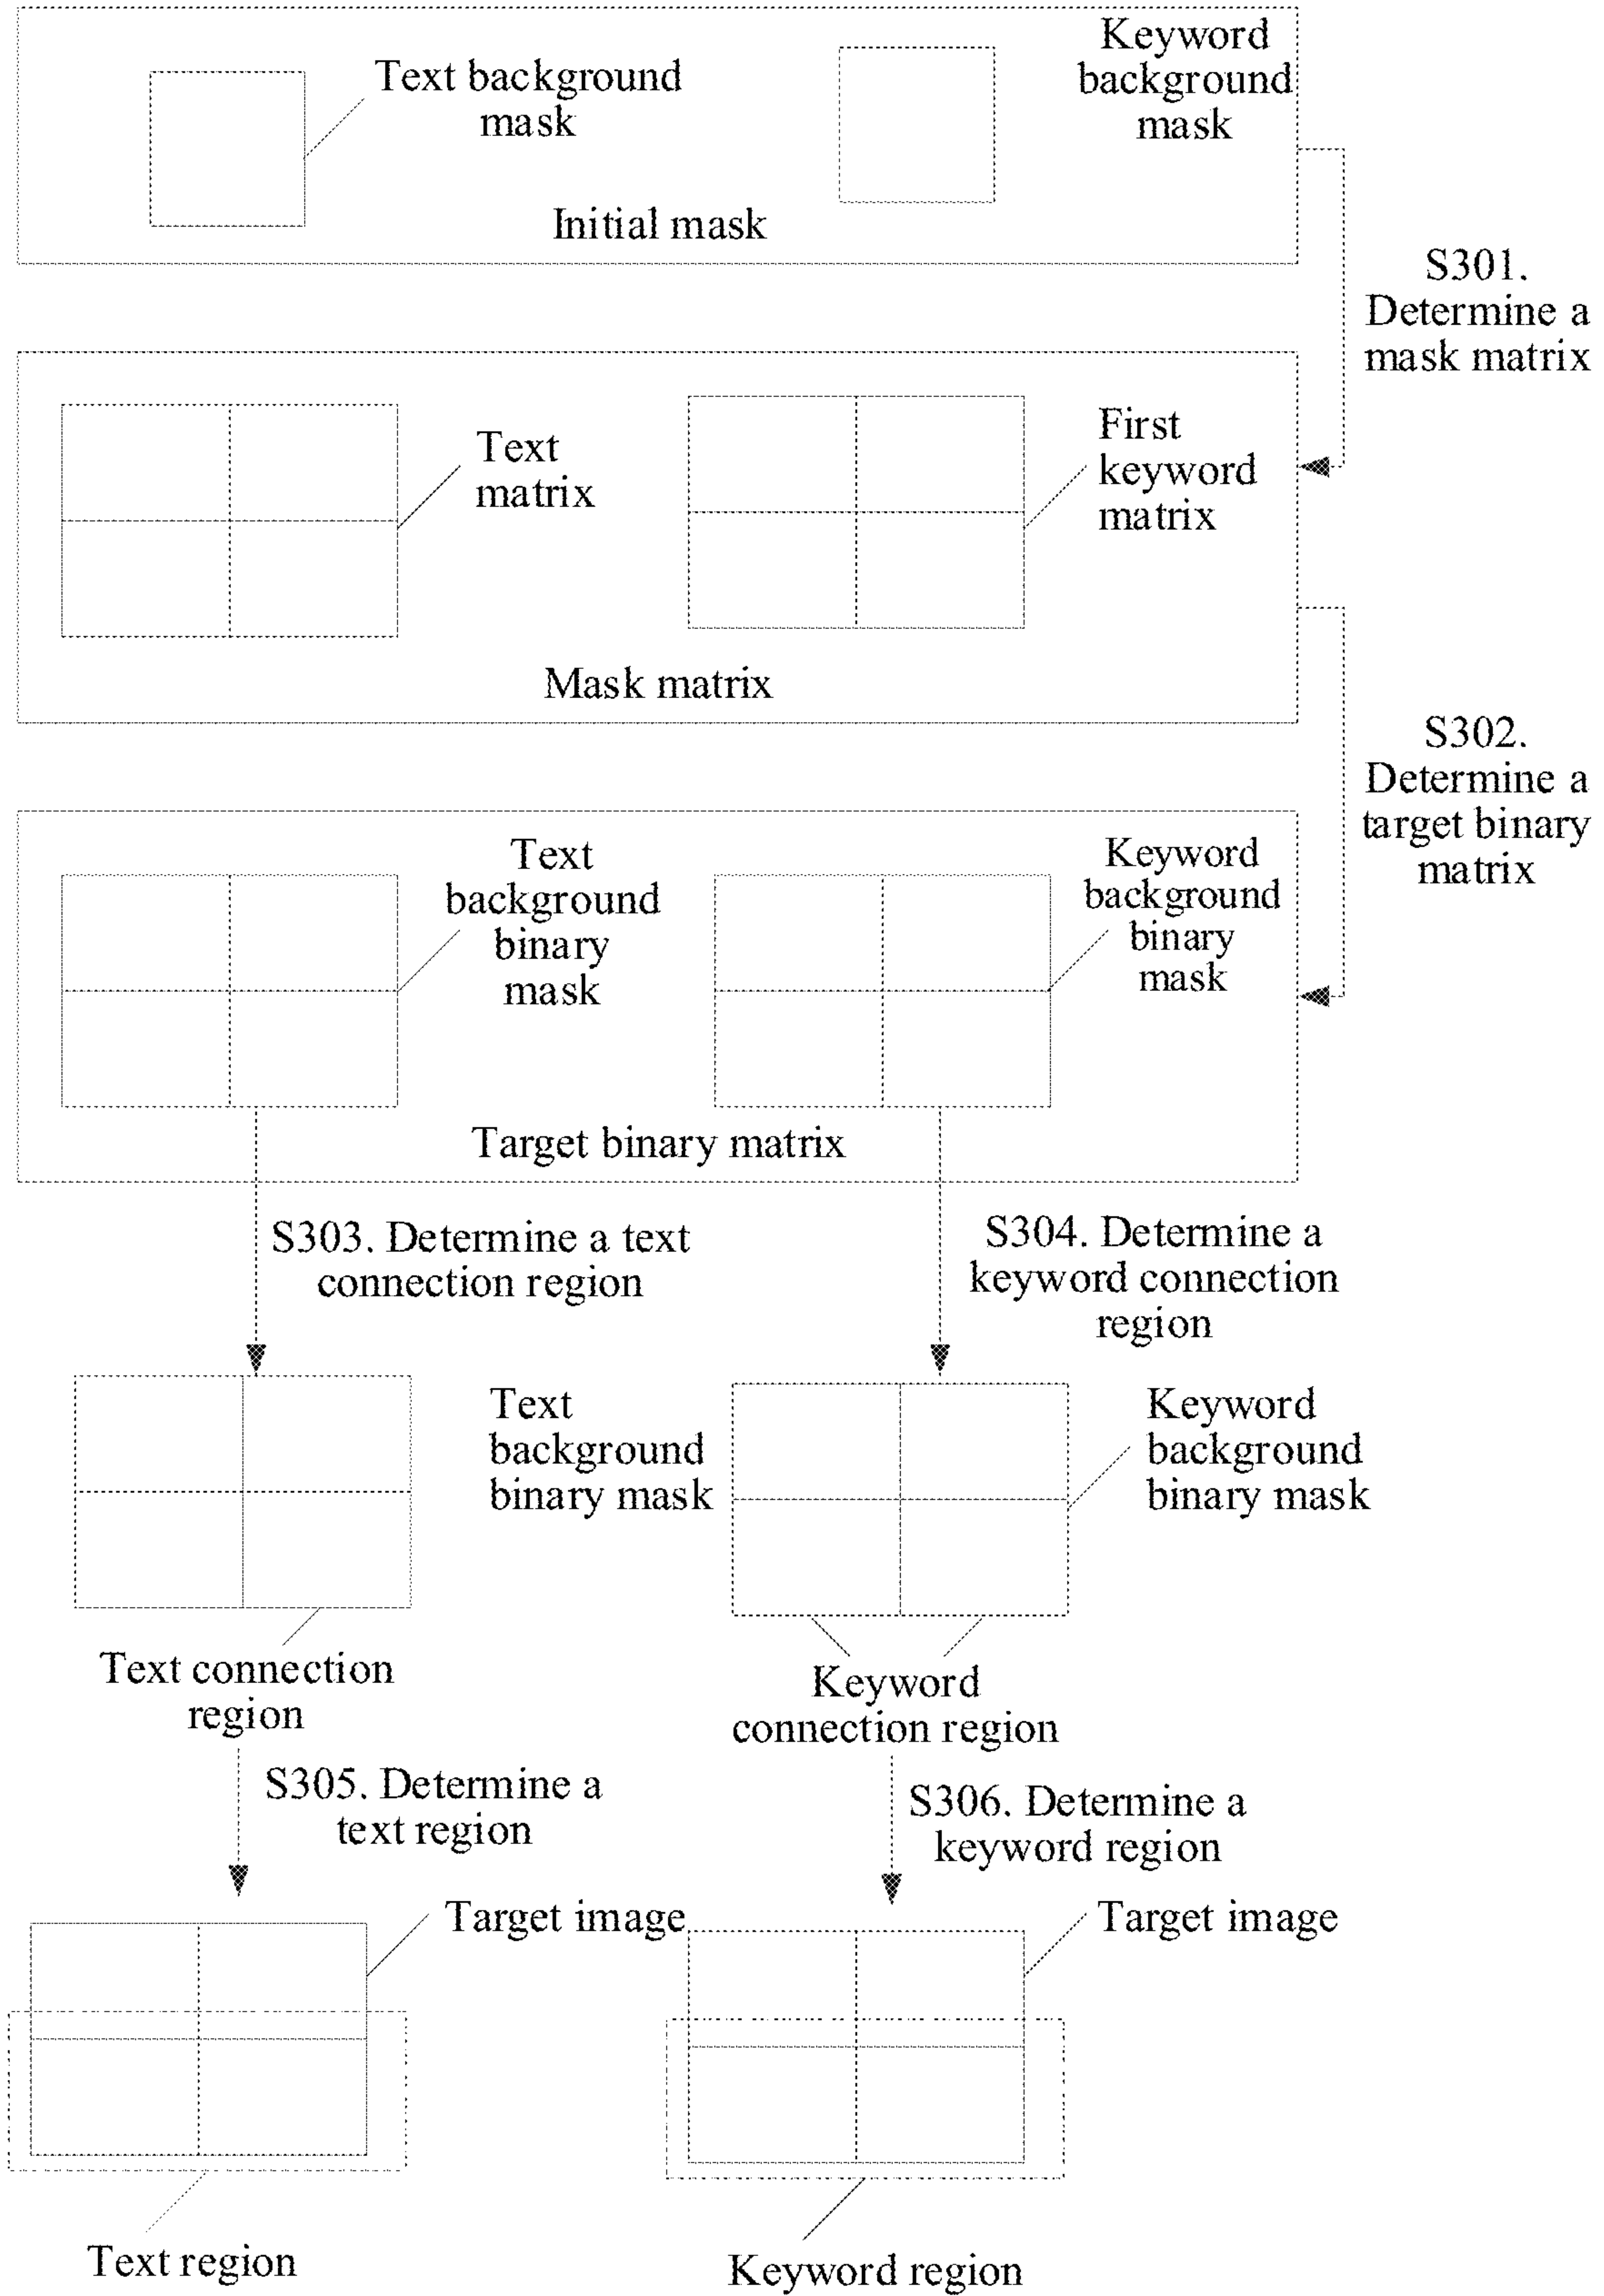 Text background
mask
Keyword
background
mask
Initial mask
S301.
Determine a
mask matrix
Text
matrix
First
keyword
matrix
Mask matrix
S302.
Determine a
target binary
matrix
Text
background
binary
mask
Keyword
background
binary
mask
Target binary matrix
S303. Determine a text
connection region
S304. Determine a
keyword connection
region
Text
background
binary mask
Keyword
background
binary mask
Text connection
region
Keyword
connection region
S305. Determine a
text region
S306. Determine a
keyword region
Target image
Target image
Text region
Keyword region